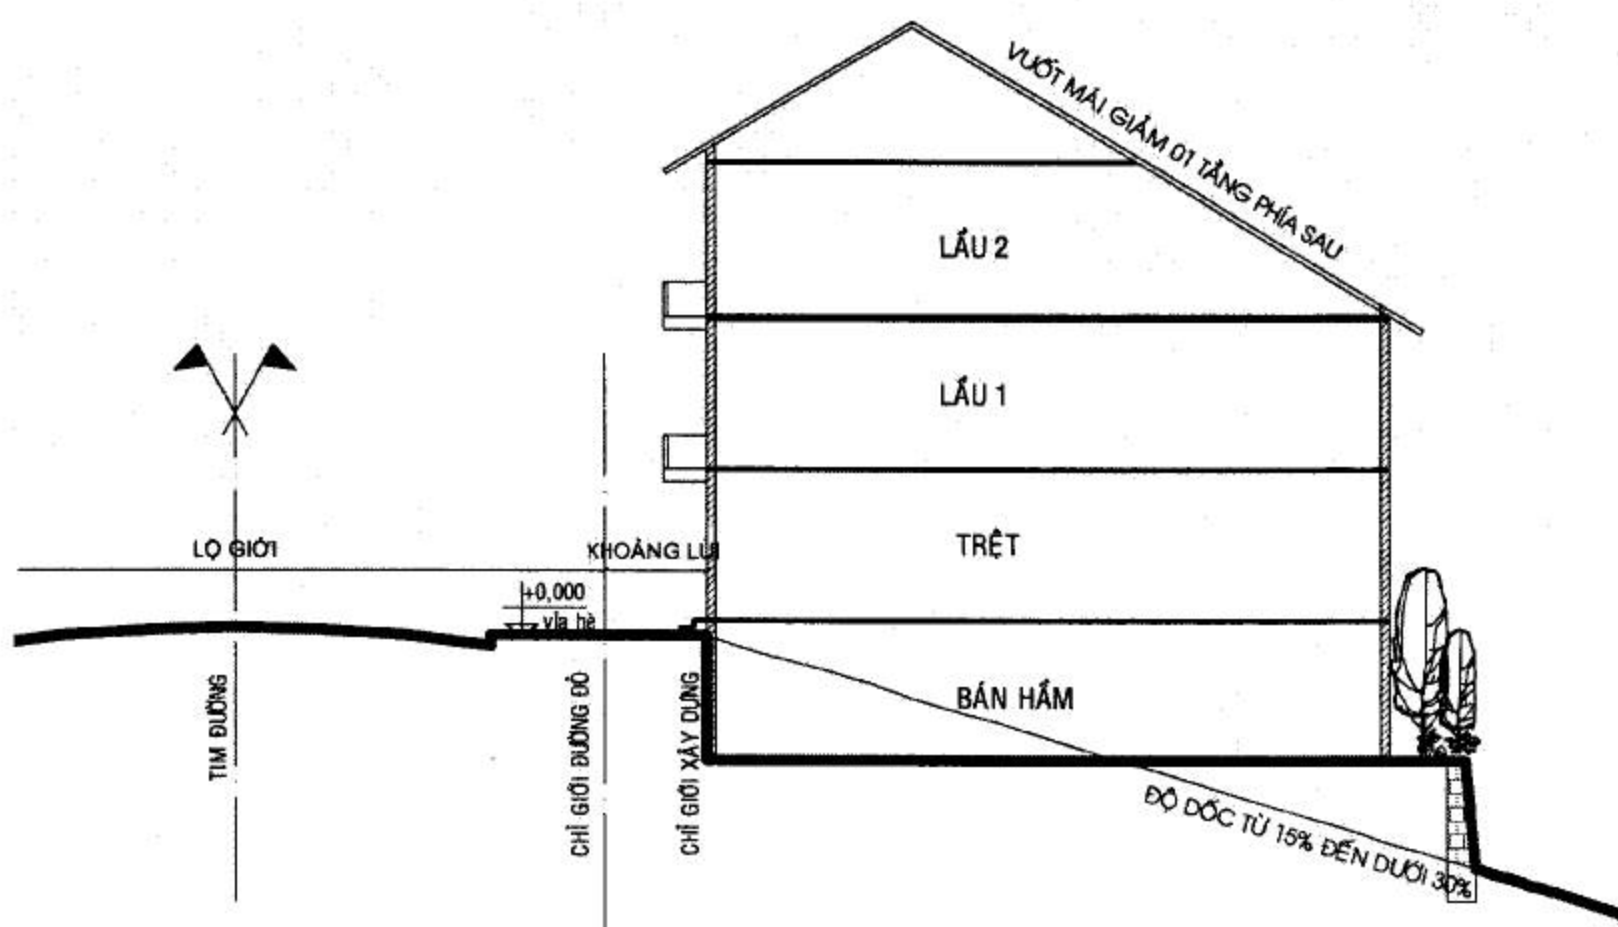 VUỐT MÁI GIẢM 01 TẦNG PHÍA SAU
LẦU 2
LẦU 1
LỘ GIỚI
KHOẢNG LÙI
TRỆT
+0,000
vỉa hè
TIM ĐƯỜNG
CHỈ GIỚI ĐƯỜNG ĐỎ
CHỈ GIỚI XÂY DỰNG
BÁN HẦM
ĐỘ DỐC TỪ 15% ĐẾN DƯỚI 30%